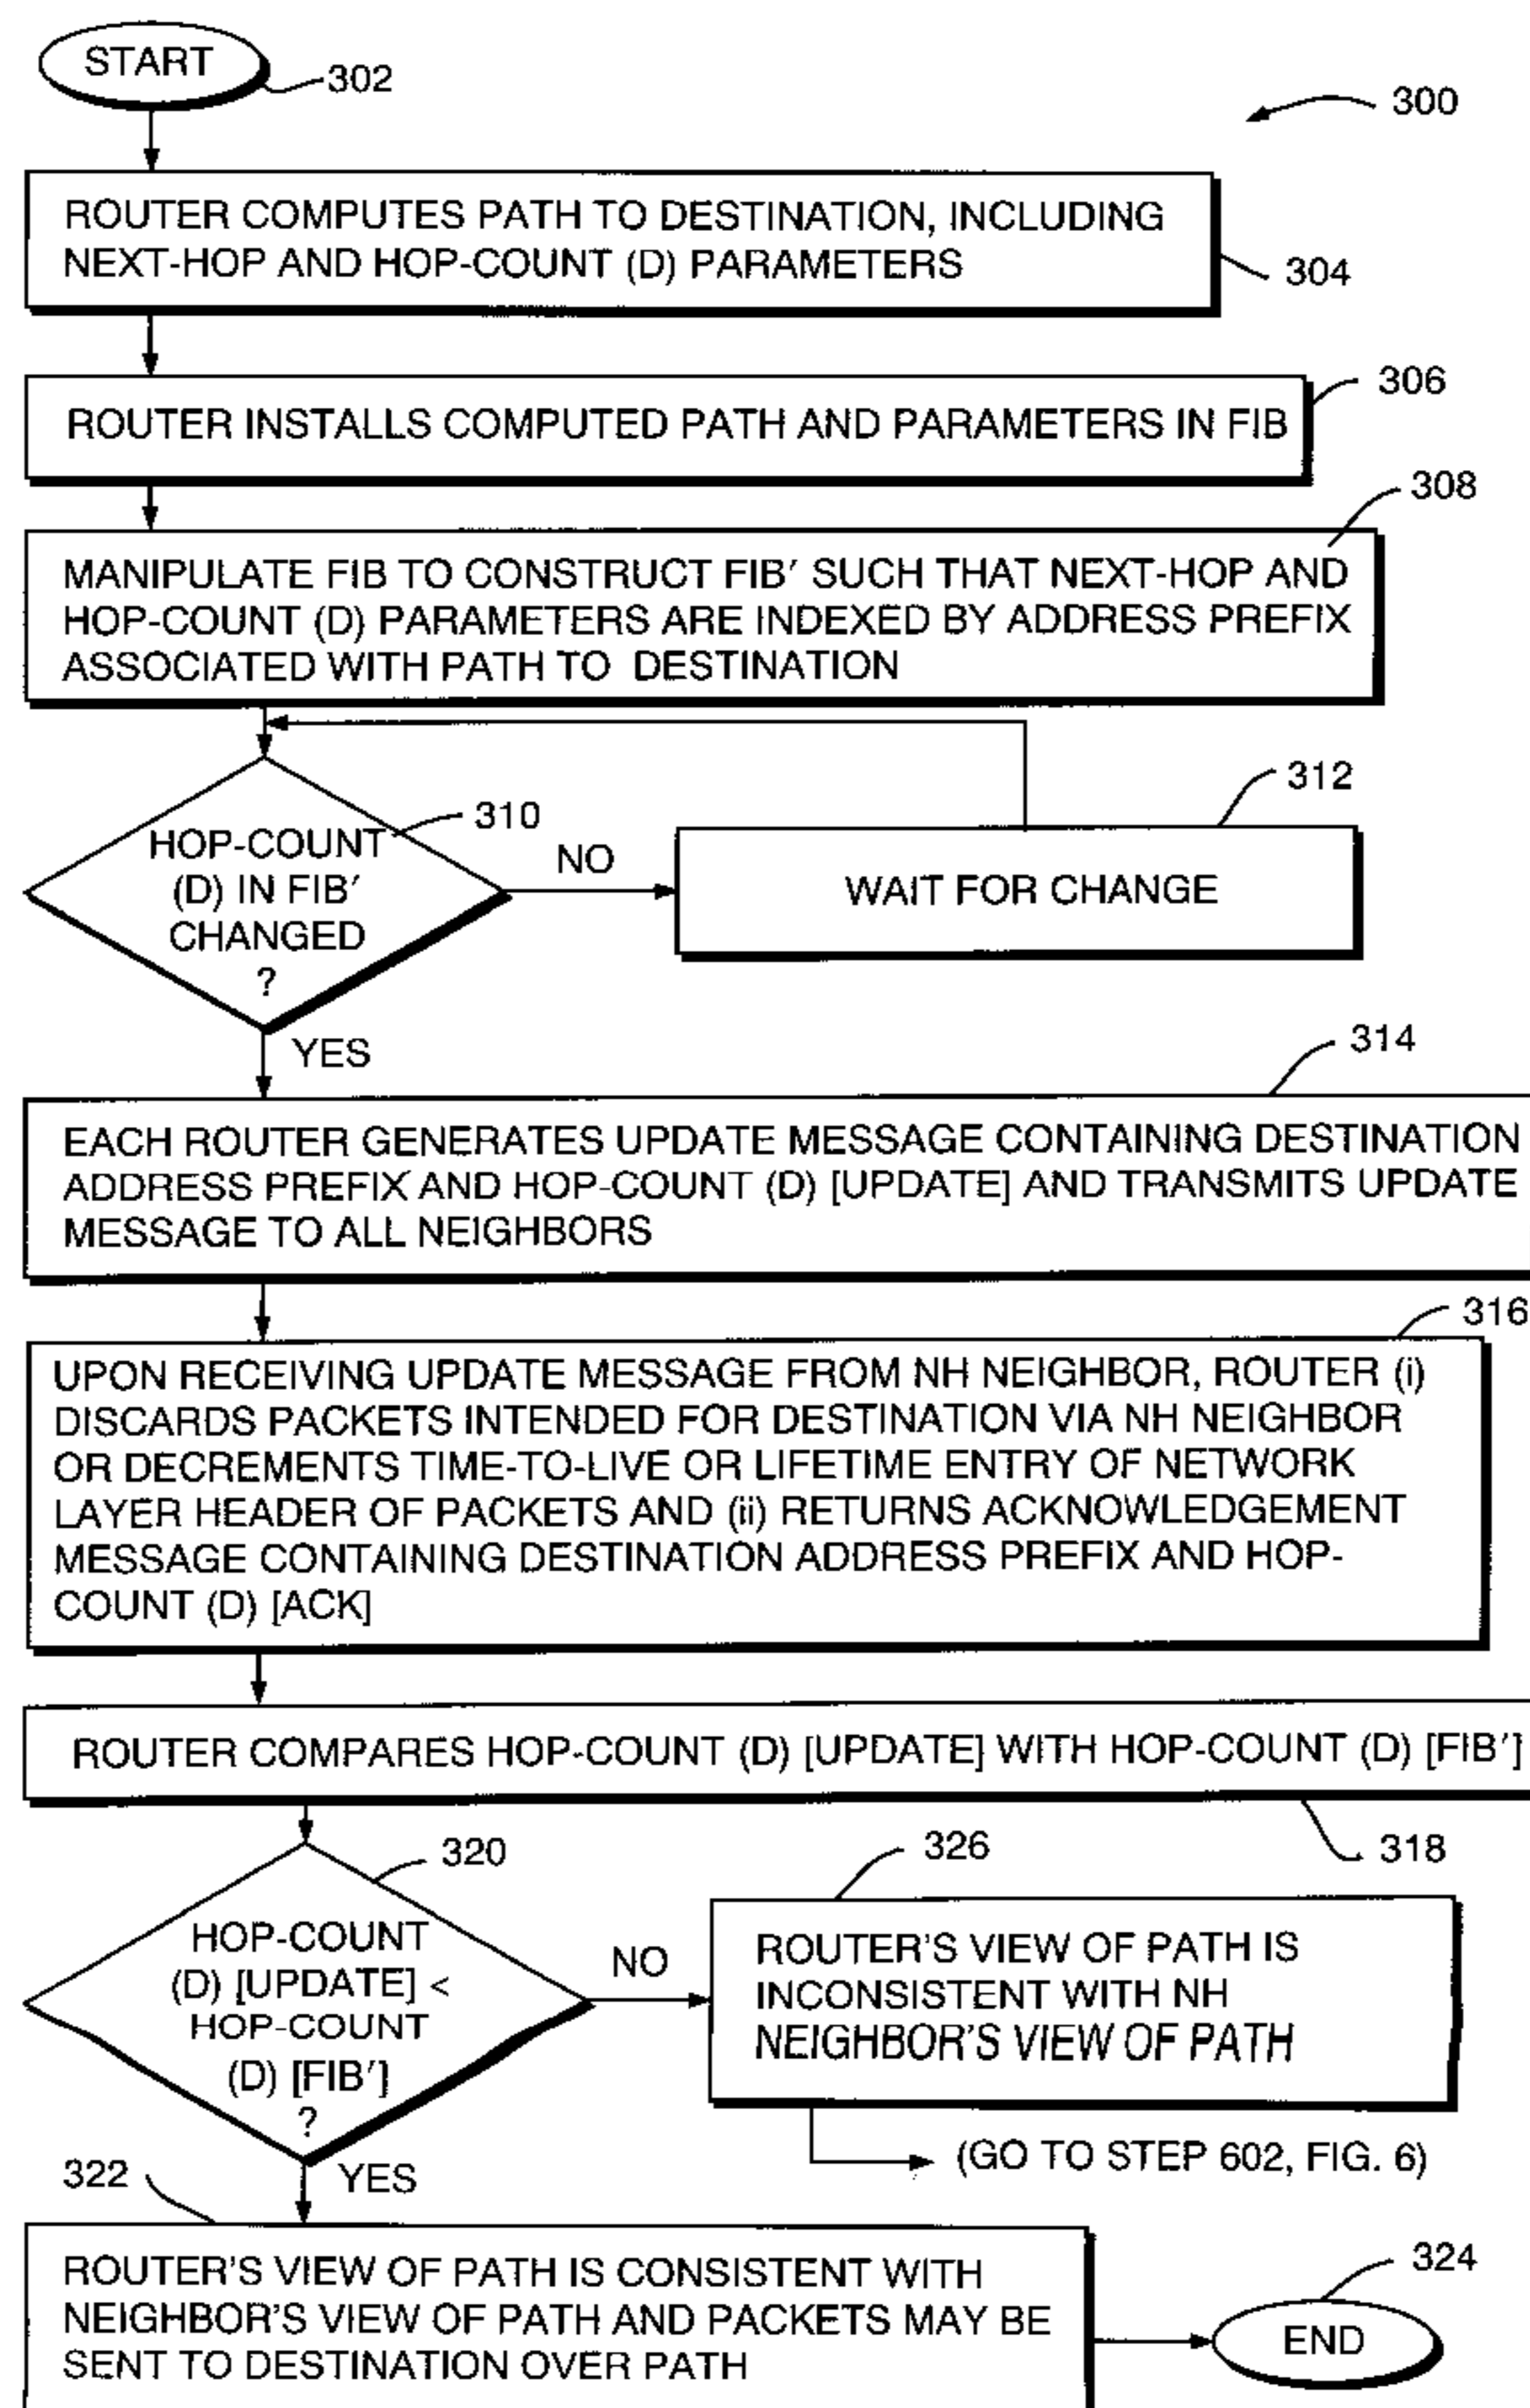 START
302
300
ROUTER COMPUTES PATH TO DESTINATION, INCLUDING
NEXT-HOP AND HOP-COUNT (D) PARAMETERS
304
306
ROUTER INSTALLS COMPUTED PATH AND PARAMETERS IN FIB
308
MANIPULATE FIB TO CONSTRUCT FIB' SUCH THAT NEXT-HOP AND
HOP-COUNT (D) PARAMETERS ARE INDEXED BY ADDRESS PREFIX
ASSOCIATED WITH PATH TO DESTINATION
310
HOP-COUNT
(D) IN FIB'
CHANGED
?
NO
312
WAIT FOR CHANGE
YES
314
EACH ROUTER GENERATES UPDATE MESSAGE CONTAINING DESTINATION
ADDRESS PREFIX AND HOP-COUNT (D) [UPDATE] AND TRANSMITS UPDATE
MESSAGE TO ALL NEIGHBORS
316
UPON RECEIVING UPDATE MESSAGE FROM NH NEIGHBOR, ROUTER (i)
DISCARDS PACKETS INTENDED FOR DESTINATION VIA NH NEIGHBOR
OR DECREMENTS TIME-TO-LIVE OR LIFETIME ENTRY OF NETWORK
LAYER HEADER OF PACKETS AND (ii) RETURNS ACKNOWLEDGEMENT
MESSAGE CONTAINING DESTINATION ADDRESS PREFIX AND HOP-
COUNT (D) [ACK]
ROUTER COMPARES HOP-COUNT (D) [UPDATE] WITH HOP-COUNT (D) [FIB']
318
320
HOP-COUNT
(D) [UPDATE] <
HOP-COUNT
(D) [FIB']
?
NO
326
ROUTER'S VIEW OF PATH IS
INCONSISTENT WITH NH
NEIGHBOR'S VIEW OF PATH
(GO TO STEP 602, FIG. 6)
YES
322
ROUTER'S VIEW OF PATH IS CONSISTENT WITH
NEIGHBOR'S VIEW OF PATH AND PACKETS MAY BE
SENT TO DESTINATION OVER PATH
324
END